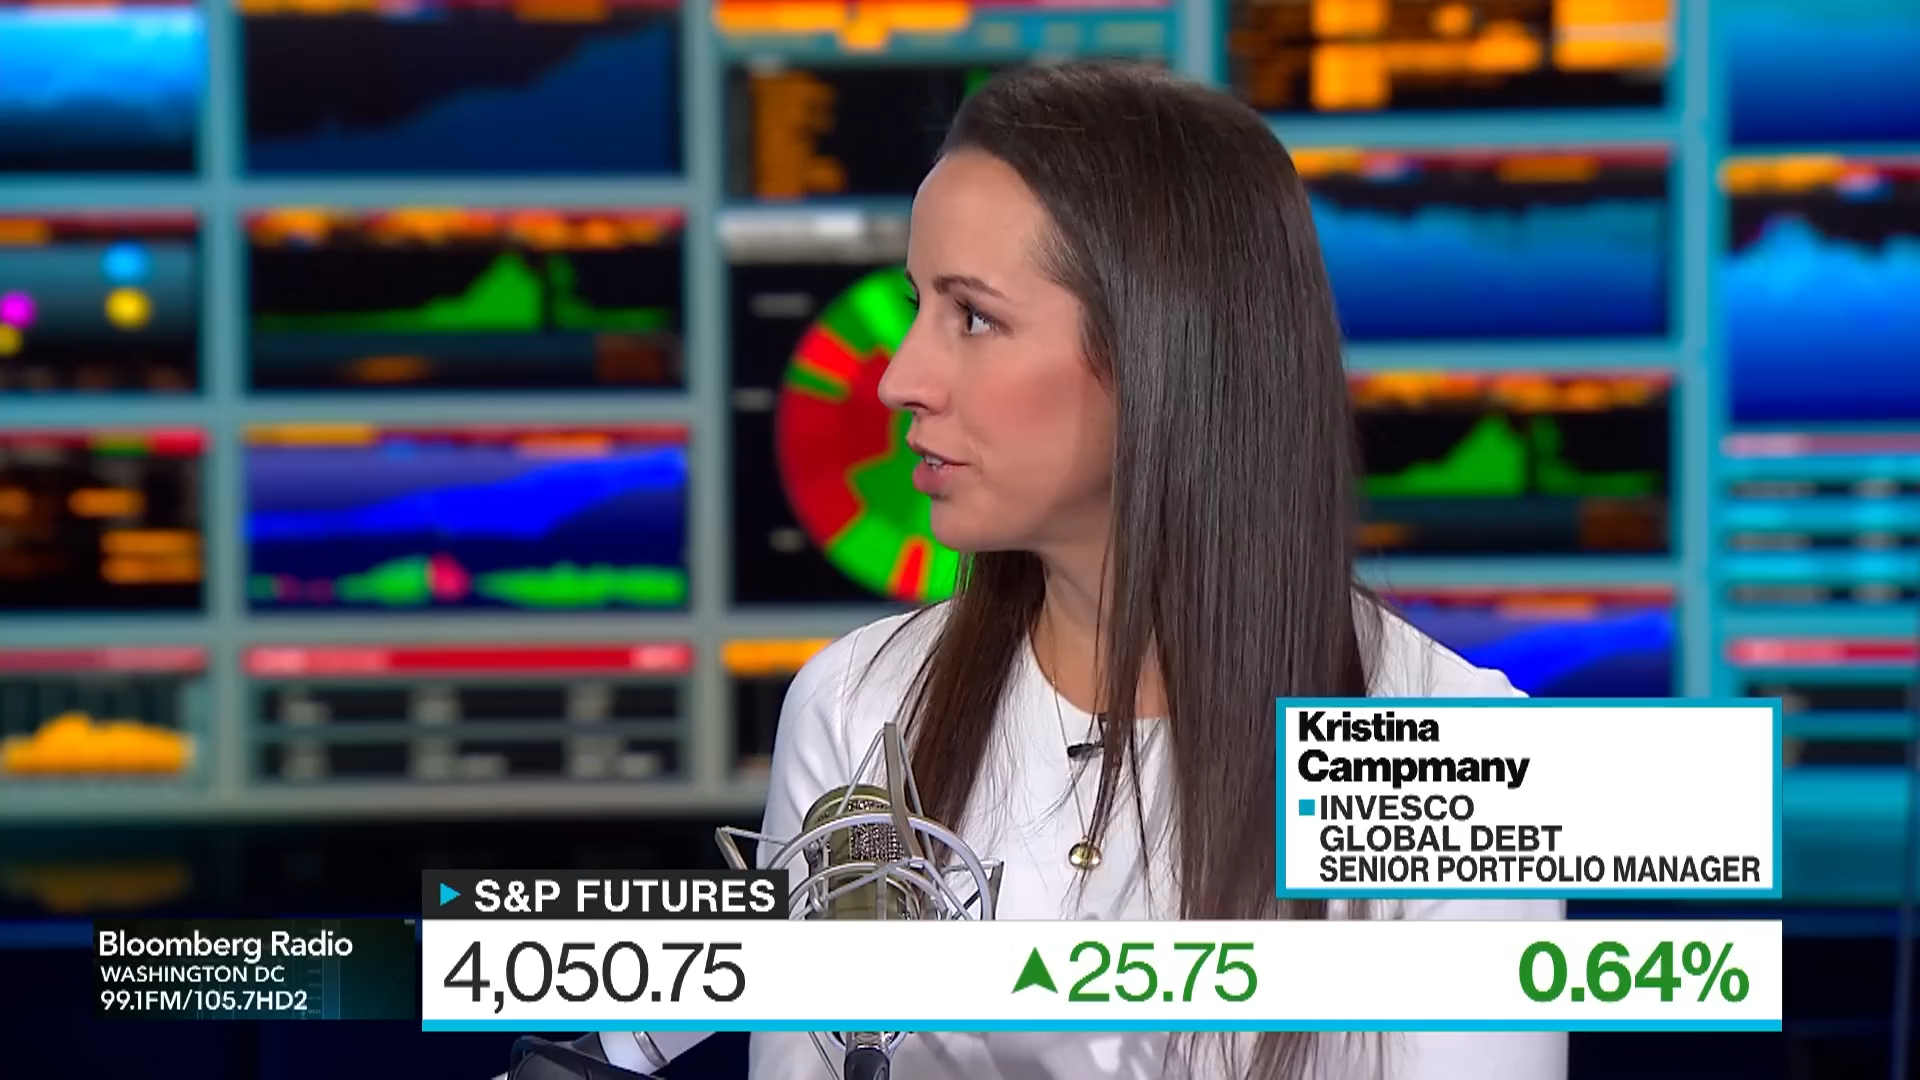 Kristina
Campmany
INVESCO
GLOBAL DEBT
SENIOR PORTFOLIO MANAGER
S&P FUTURES
4,050.75 ▲25.75 0.64%
Bloomberg Radio
WASHINGTON DC
99.1FM/105.7HD2